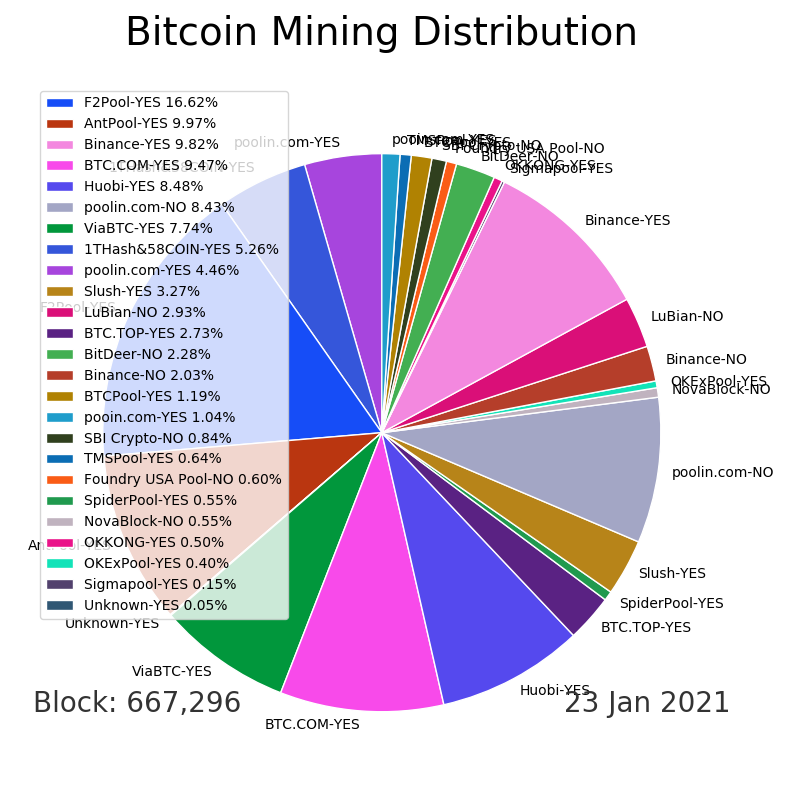 Bitcoin Mining Distribution
F2Pool-YES 16.62%
AntPool-YES 9.97%
Binance-YES 9.82%
BTC.COM-YES 9.47%
Huobi-YES 8.48%
poolin.com-NO 8.43%
ViaBTC-YES 7.74%
1THash&58COIN-YES 5.26%
poolin.com-YES 4.46%
Slush-YES 3.27%
LuBian-NO 2.93%
BTC.TOP-YES 2.73%
BitDeer-NO 2.28%
Binance-NO 2.03%
BTCPool-YES 1.19%
pooin.com-YES 1.04%
SBI Crypto-NO 0.84%
TMSPool-YES 0.64%
Foundry USA Pool-NO 0.60%
SpiderPool-YES 0.55%
NovaBlock-NO 0.55%
OKKONG-YES 0.50%
OKExPool-YES 0.40%
Sigmapool-YES 0.15%
Unknown-YES 0.05%
poolin.com-YES
BitDeer-NO
OKKONG-YES
Sigmapool-YES
Binance-YES
LuBian-NO
Binance-NO
OKExPool-YES
NovaBlock-NO
poolin.com-NO
Slush-YES
SpiderPool-YES
BTC.TOP-YES
Huobi-YES
BTC.COM-YES
ViaBTC-YES
Unknown-YES
AntPool-YES
F2Pool-YES
Block: 667,296
23 Jan 2021